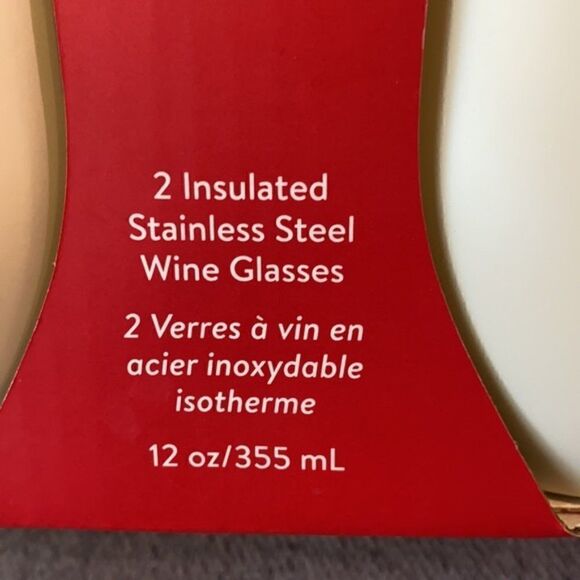 2 Insulated
Stainless Steel
Wine Glasses
2 Verres à vin en
acier inoxydable
isotherme
12 oz/355 mL